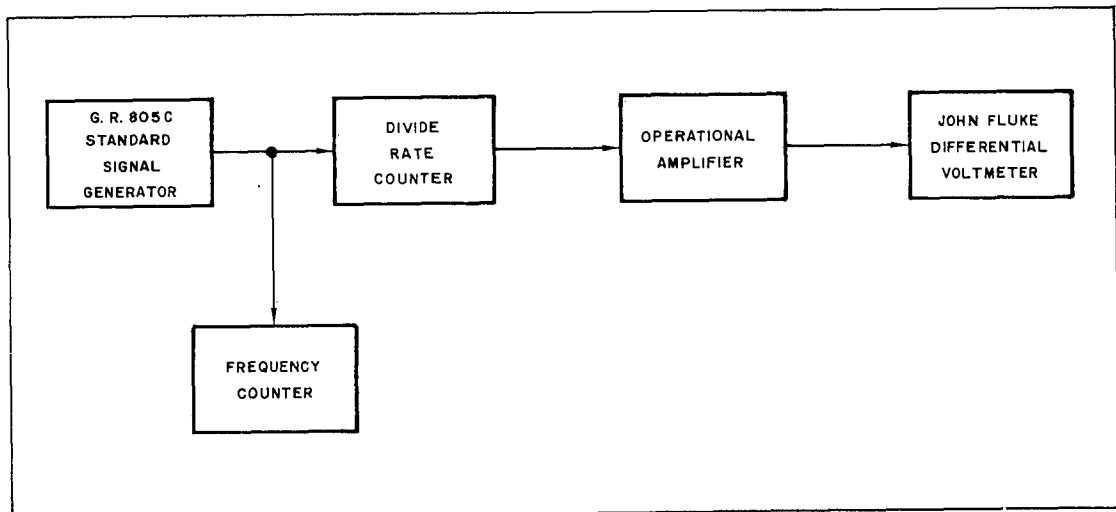 G. R. 805C
STANDARD
SIGNAL
GENERATOR
DIVIDE
RATE
COUNTER
OPERATIONAL
AMPLIFIER
JOHN FLUKE
DIFFERENTIAL
VOLTMETER
FREQUENCY
COUNTER